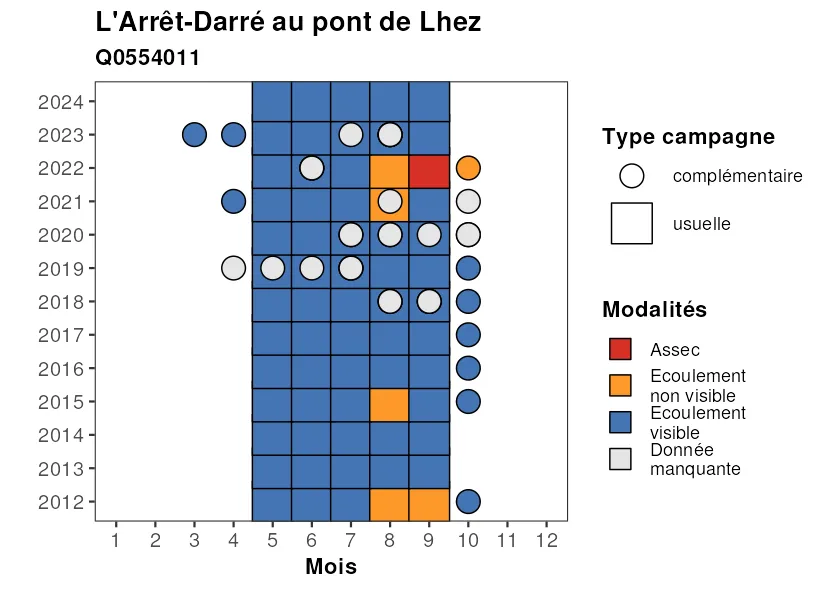 L'Arrêt-Darré au pont de Lhez
Q0554011
2024
2023
2022
2021
2020
2019
2018
2017
2016
2015
2014
2013
2012
1 2 3 4 5 6 7 8 9 10 11 12
Mois
Type campagne
complémentaire
usuelle
Modalités
Assec
Ecoulement
non visible
Ecoulement
visible
Donnée
manquante